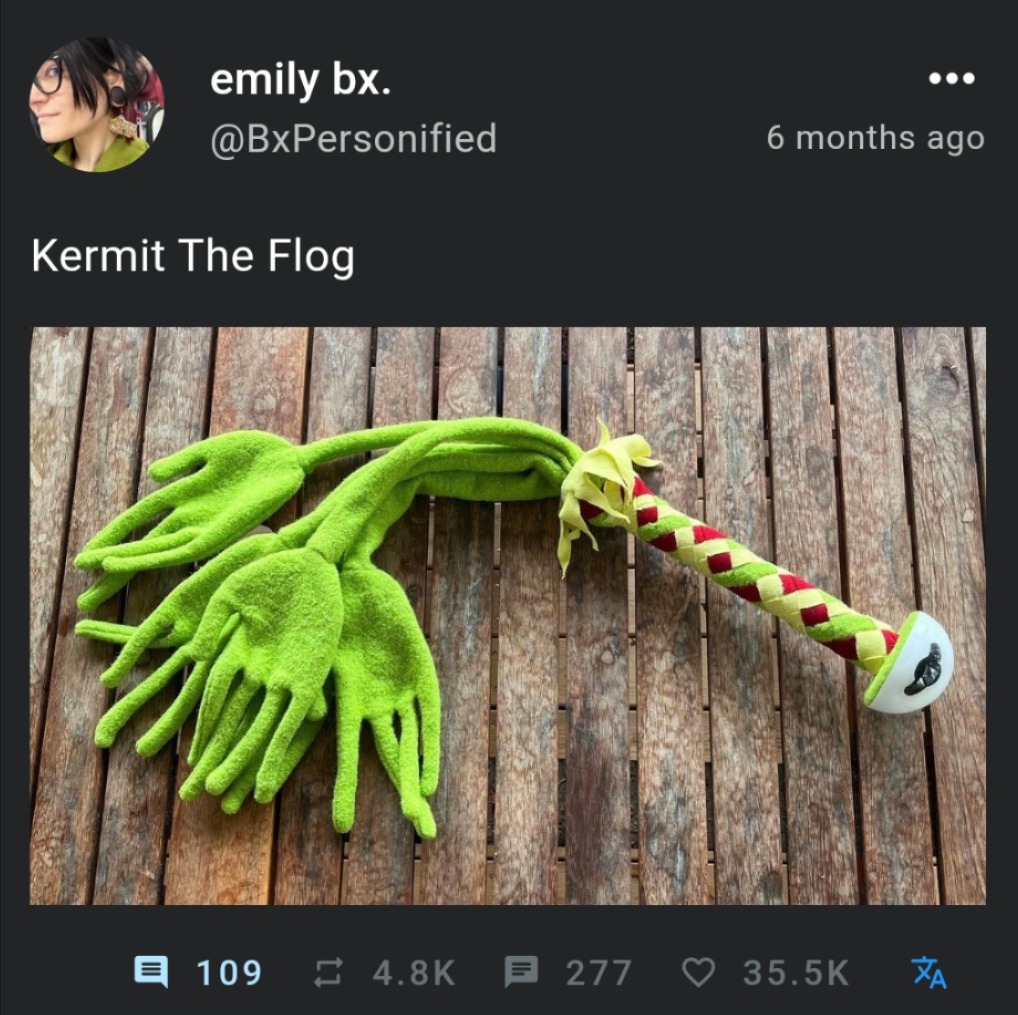 emily bx.
@BxPersonified
6 months ago
Kermit The Flog
109 4.8K 277 35.5K